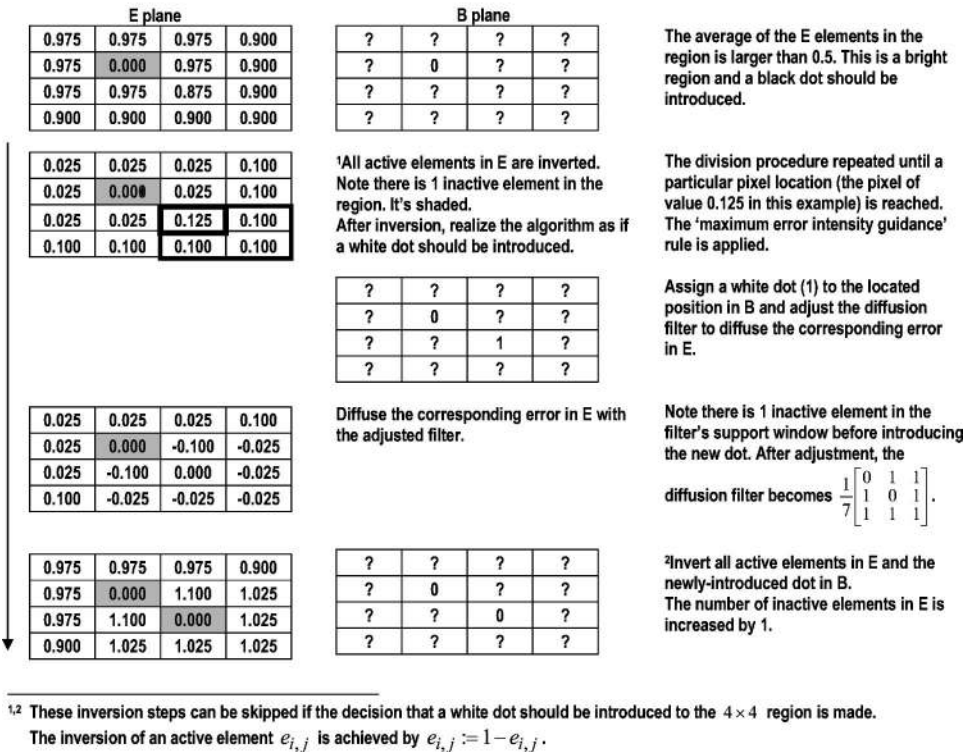 E plane
B plane
0.975 0.975 0.975 0.900
0.975 0.000 0.975 0.900
0.975 0.975 0.875 0.900
0.900 0.900 0.900 0.900
? ? ? ?
? 0 ? ?
? ? ? ?
? ? ? ?
The average of the E elements in the
region is larger than 0.5. This is a bright
region and a black dot should be
introduced.
0.025 0.025 0.025 0.100
0.025 0.000 0.025 0.100
0.025 0.025 0.125 0.100
0.100 0.100 0.100 0.100
¹All active elements in E are inverted.
Note there is 1 inactive element in the
region. It's shaded.
After inversion, realize the algorithm as if
a white dot should be introduced.
The division procedure repeated until a
particular pixel location (the pixel of
value 0.125 in this example) is reached.
The 'maximum error intensity guidance'
rule is applied.
? ? ? ?
? 0 ? ?
? ? 1 ?
? ? ? ?
Assign a white dot (1) to the located
position in B and adjust the diffusion
filter to diffuse the corresponding error
in E.
0.025 0.025 0.025 0.100
0.025 0.000 -0.100 -0.025
0.025 -0.100 0.000 -0.025
0.100 -0.025 -0.025 -0.025
Diffuse the corresponding error in E with
the adjusted filter.
Note there is 1 inactive element in the
filter's support window before introducing
the new dot. After adjustment, the
diffusion filter becomes 1/7 [0 1 1
1 0 1
1 1 1].
0.975 0.975 0.975 0.900
0.975 0.000 1.100 1.025
0.975 1.100 0.000 1.025
0.900 1.025 1.025 1.025
? ? ? ?
? 0 ? ?
? ? 0 ?
? ? ? ?
²Invert all active elements in E and the
newly-introduced dot in B.
The number of inactive elements in E is
increased by 1.
1,2 These inversion steps can be skipped if the decision that a white dot should be introduced to the 4×4 region is made.
The inversion of an active element e_{i,j} is achieved by e_{i,j} := 1 − e_{i,j}.